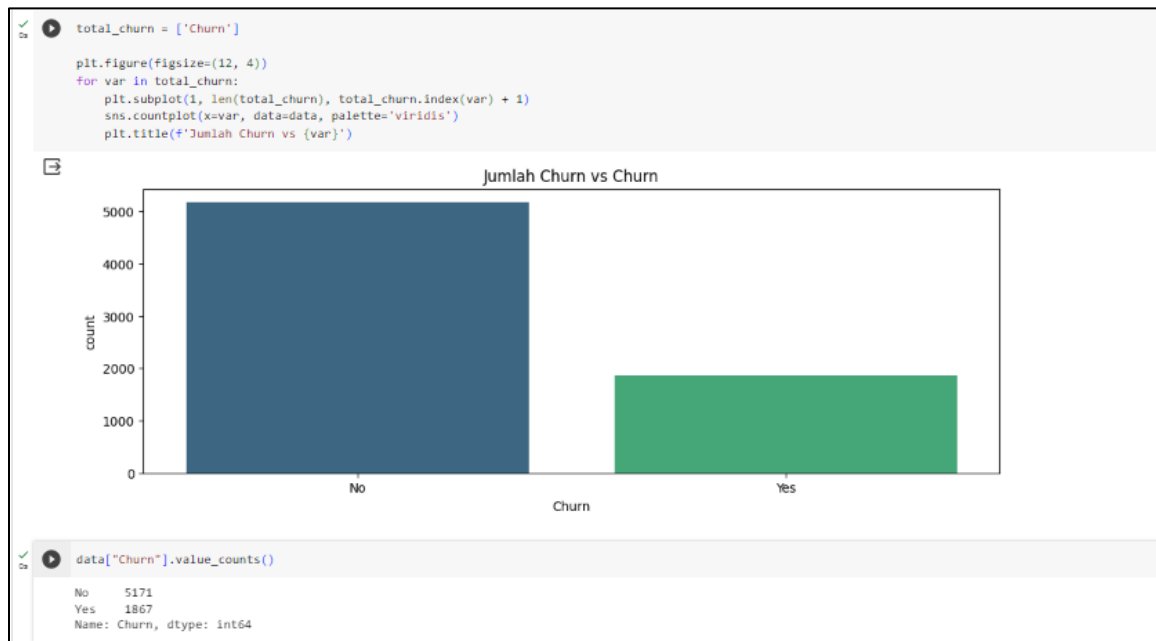 total_churn = ['Churn']
plt.figure(figsize=(12, 4))
for var in total_churn:
    plt.subplot(1, len(total_churn), total_churn.index(var) + 1)
    sns.countplot(x=var, data=data, palette='viridis')
    plt.title(f'Jumlah Churn vs {var}')
Jumlah Churn vs Churn
5000
4000
3000
2000
1000
0
count
No Yes
Churn
data["Churn"].value_counts()
No 5171
Yes 1867
Name: Churn, dtype: int64